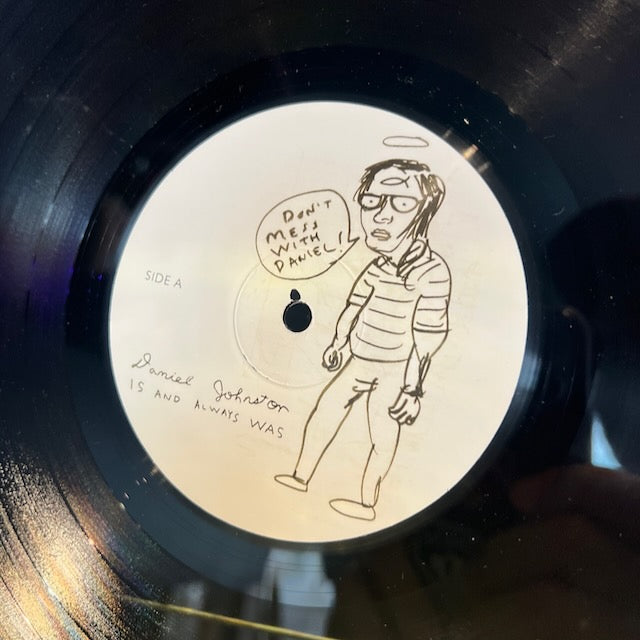 DON'T
MESS
WITH
DANIEL!
SIDE A
Daniel Johnston
IS AND ALWAYS WAS